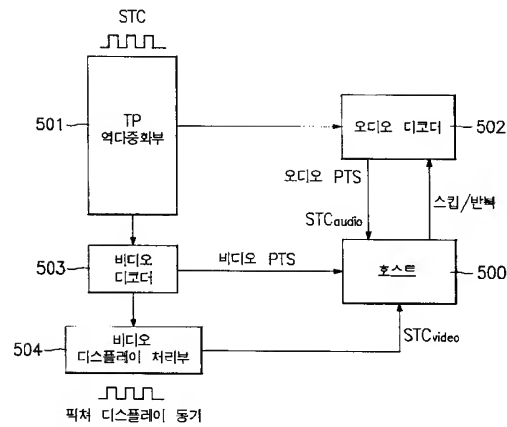 STC
501
TP
역다중화부
오디오 디코더
502
오디오 PTS
스킵/반복
STCaudio
503
비디오
디코더
비디오 PTS
호스트
500
504
비디오
디스플레이 처리부
STCvideo
픽쳐 디스플레이 동기